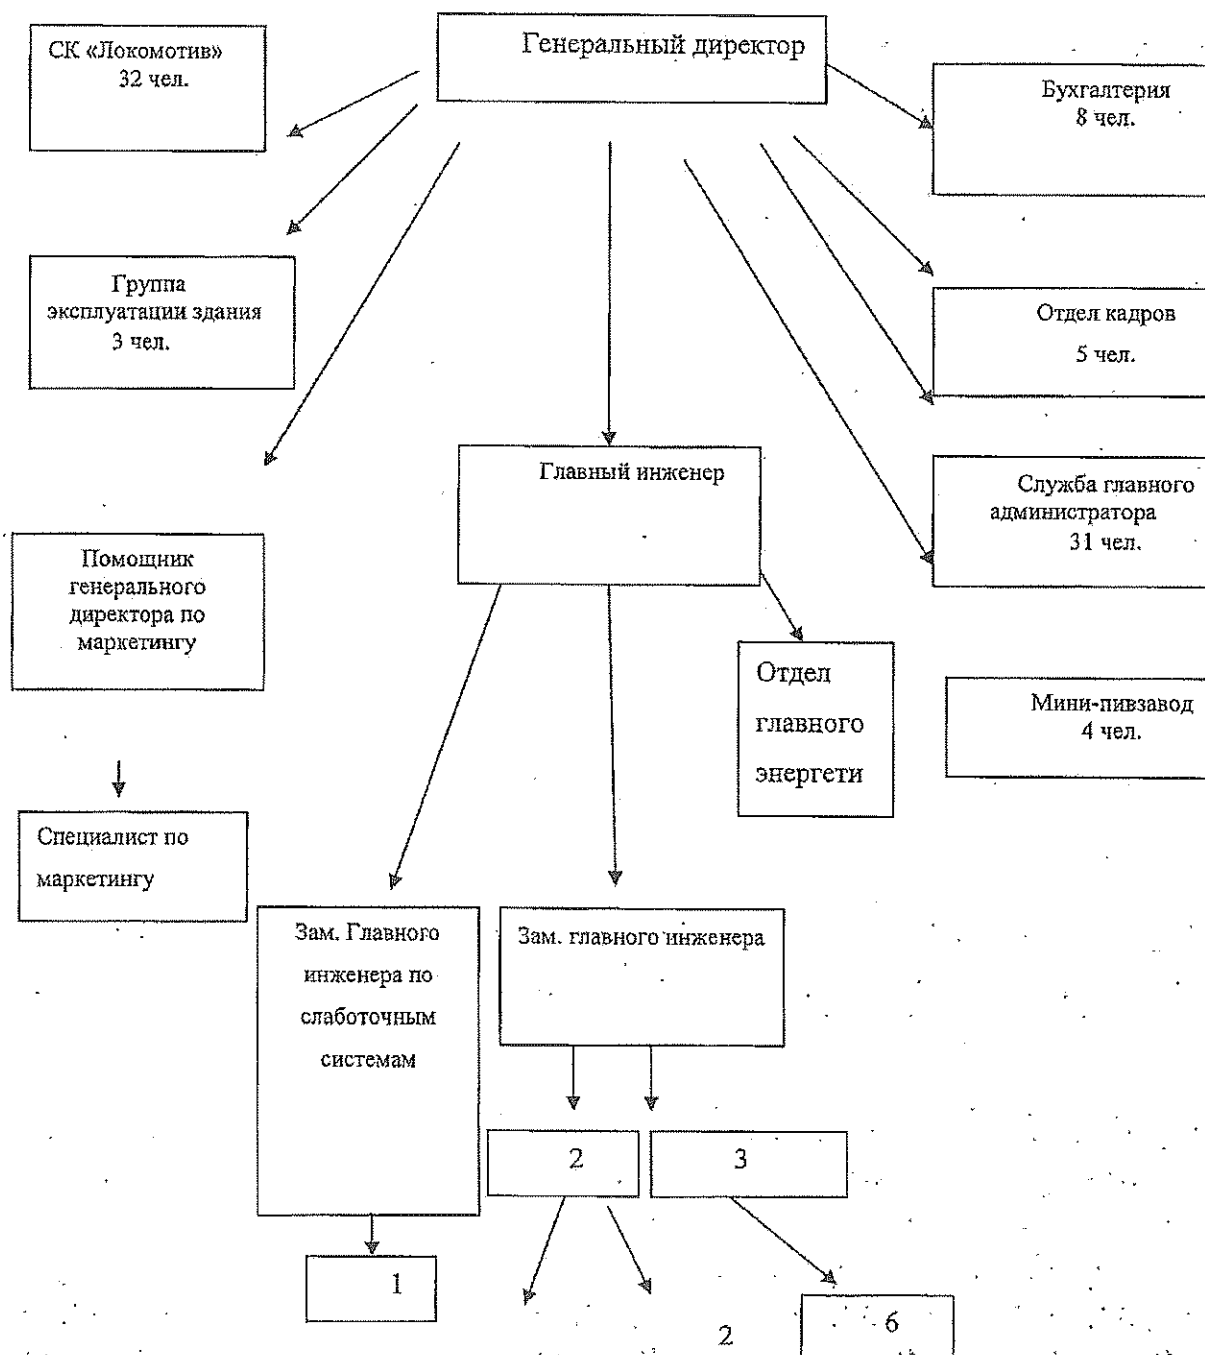 Генеральный директор
СК «Локомотив»
32 чел.
Бухгалтерия
8 чел.
Группа
эксплуатации здания
3 чел.
Отдел кадров
5 чел.
Главный инженер
Служба главного
администратора
31 чел.
Помощник
генерального
директора по
маркетингу
Отдел
главного
энергети
Мини-пивзавод
4 чел.
Специалист по
маркетингу
Зам. Главного
инженера по
слаботочным
системам
Зам. главного инженера
2
3
1
2
6